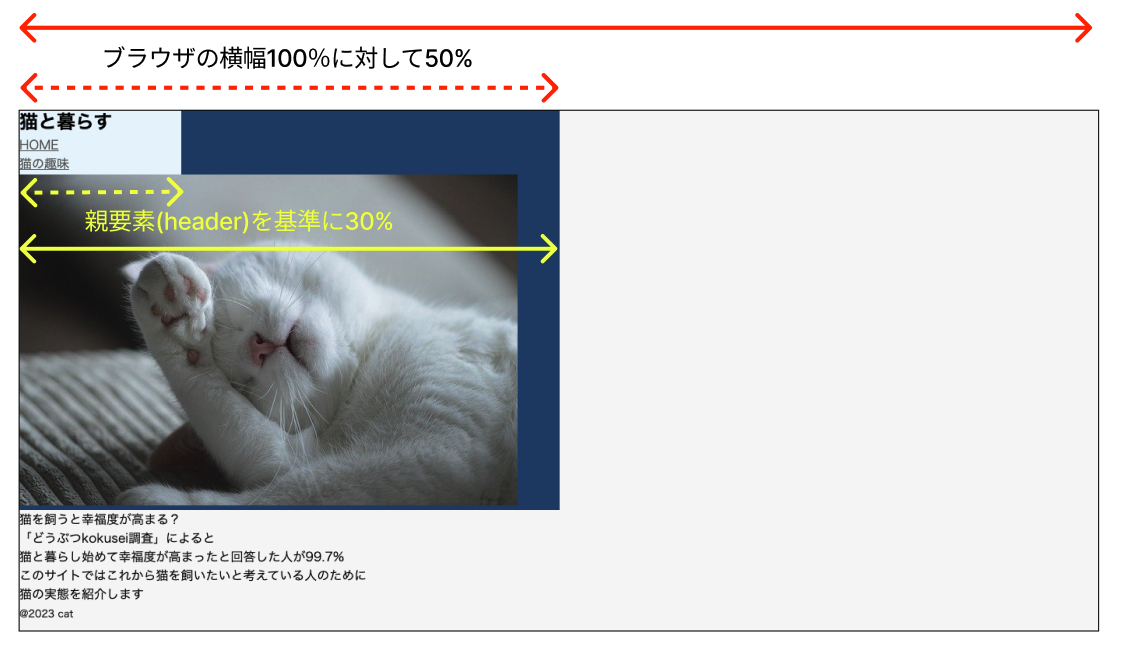 ブラウザの横幅100%に対して50%
猫と暮らす
HOME
猫の趣味
親要素(header)を基準に30%
猫を飼うと幸福度が高まる？
「どうぶつkokusei調査」によると
猫と暮らし始めて幸福度が高まったと回答した人が99.7%
このサイトではこれから猫を飼いたいと考えている人のために
猫の実態を紹介します
@2023 cat